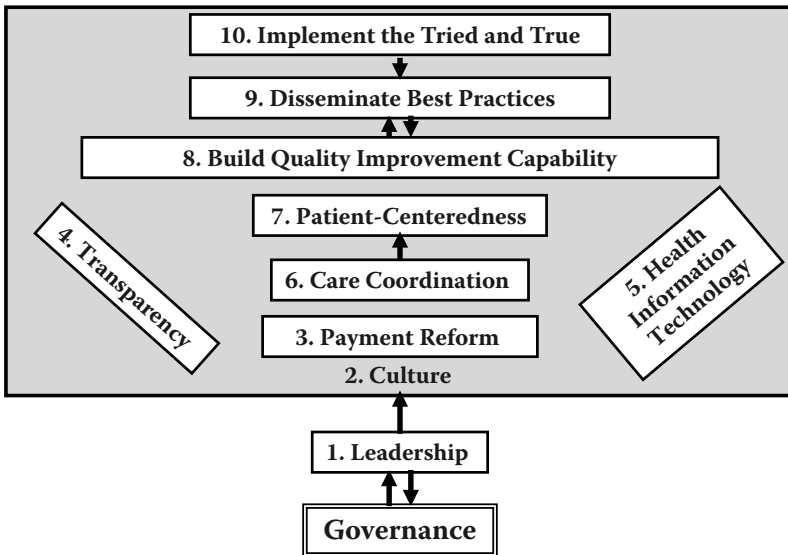 10. Implement the Tried and True
9. Disseminate Best Practices
8. Build Quality Improvement Capability
7. Patient-Centeredness
4. Transparency
5. Health
Information
Technology
6. Care Coordination
3. Payment Reform
2. Culture
1. Leadership
Governance